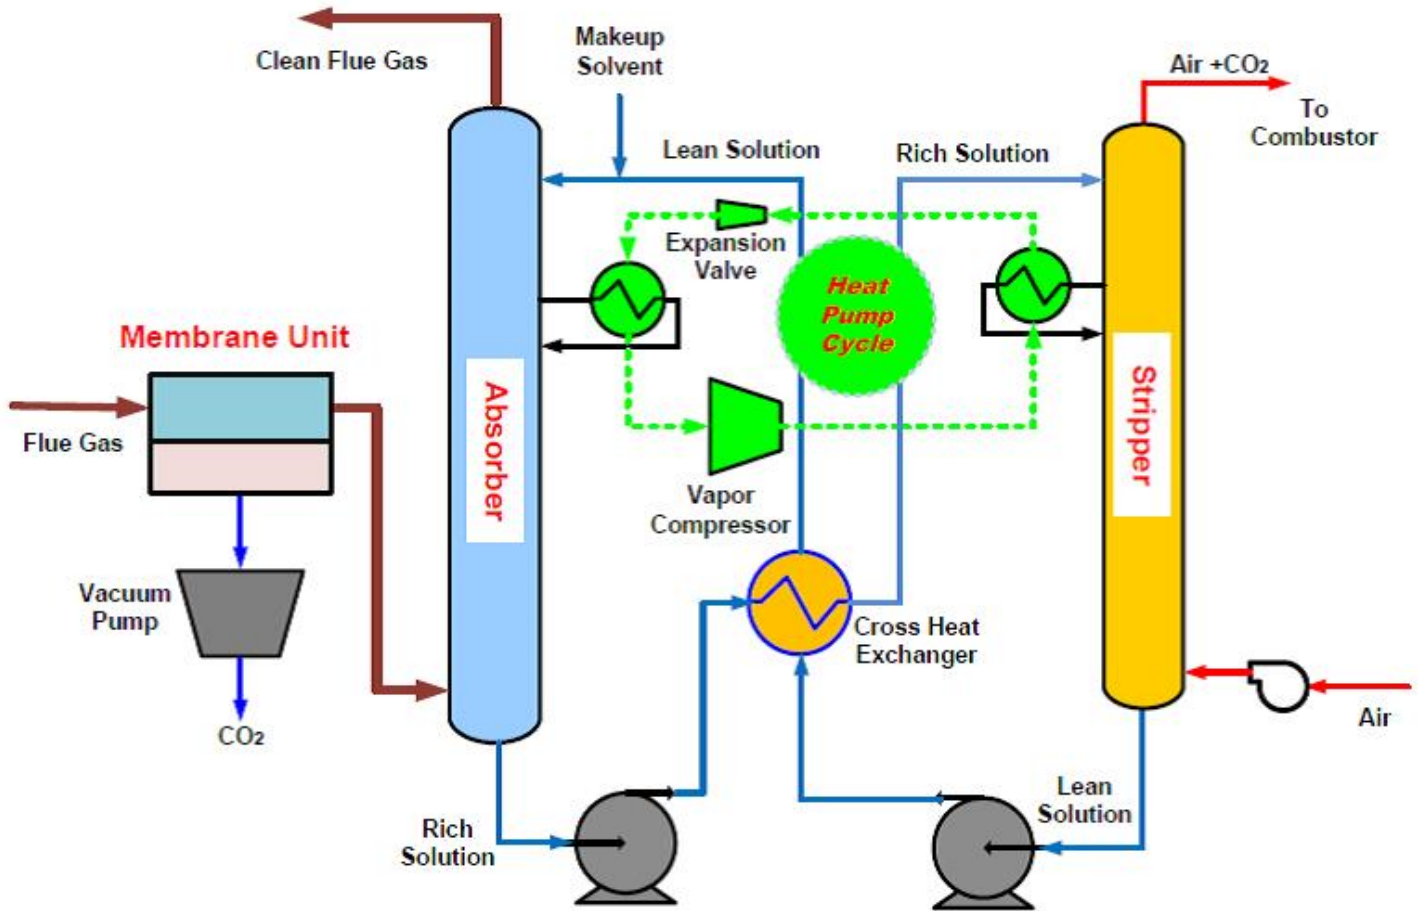 Clean Flue Gas
Makeup
Solvent
Air +CO₂
To
Combustor
Lean Solution
Rich Solution
Expansion
Valve
Heat
Pump
Cycle
Membrane Unit
Flue Gas
Absorber
Stripper
Vapor
Compressor
Vacuum
Pump
CO₂
Cross Heat
Exchanger
Air
Rich
Solution
Lean
Solution